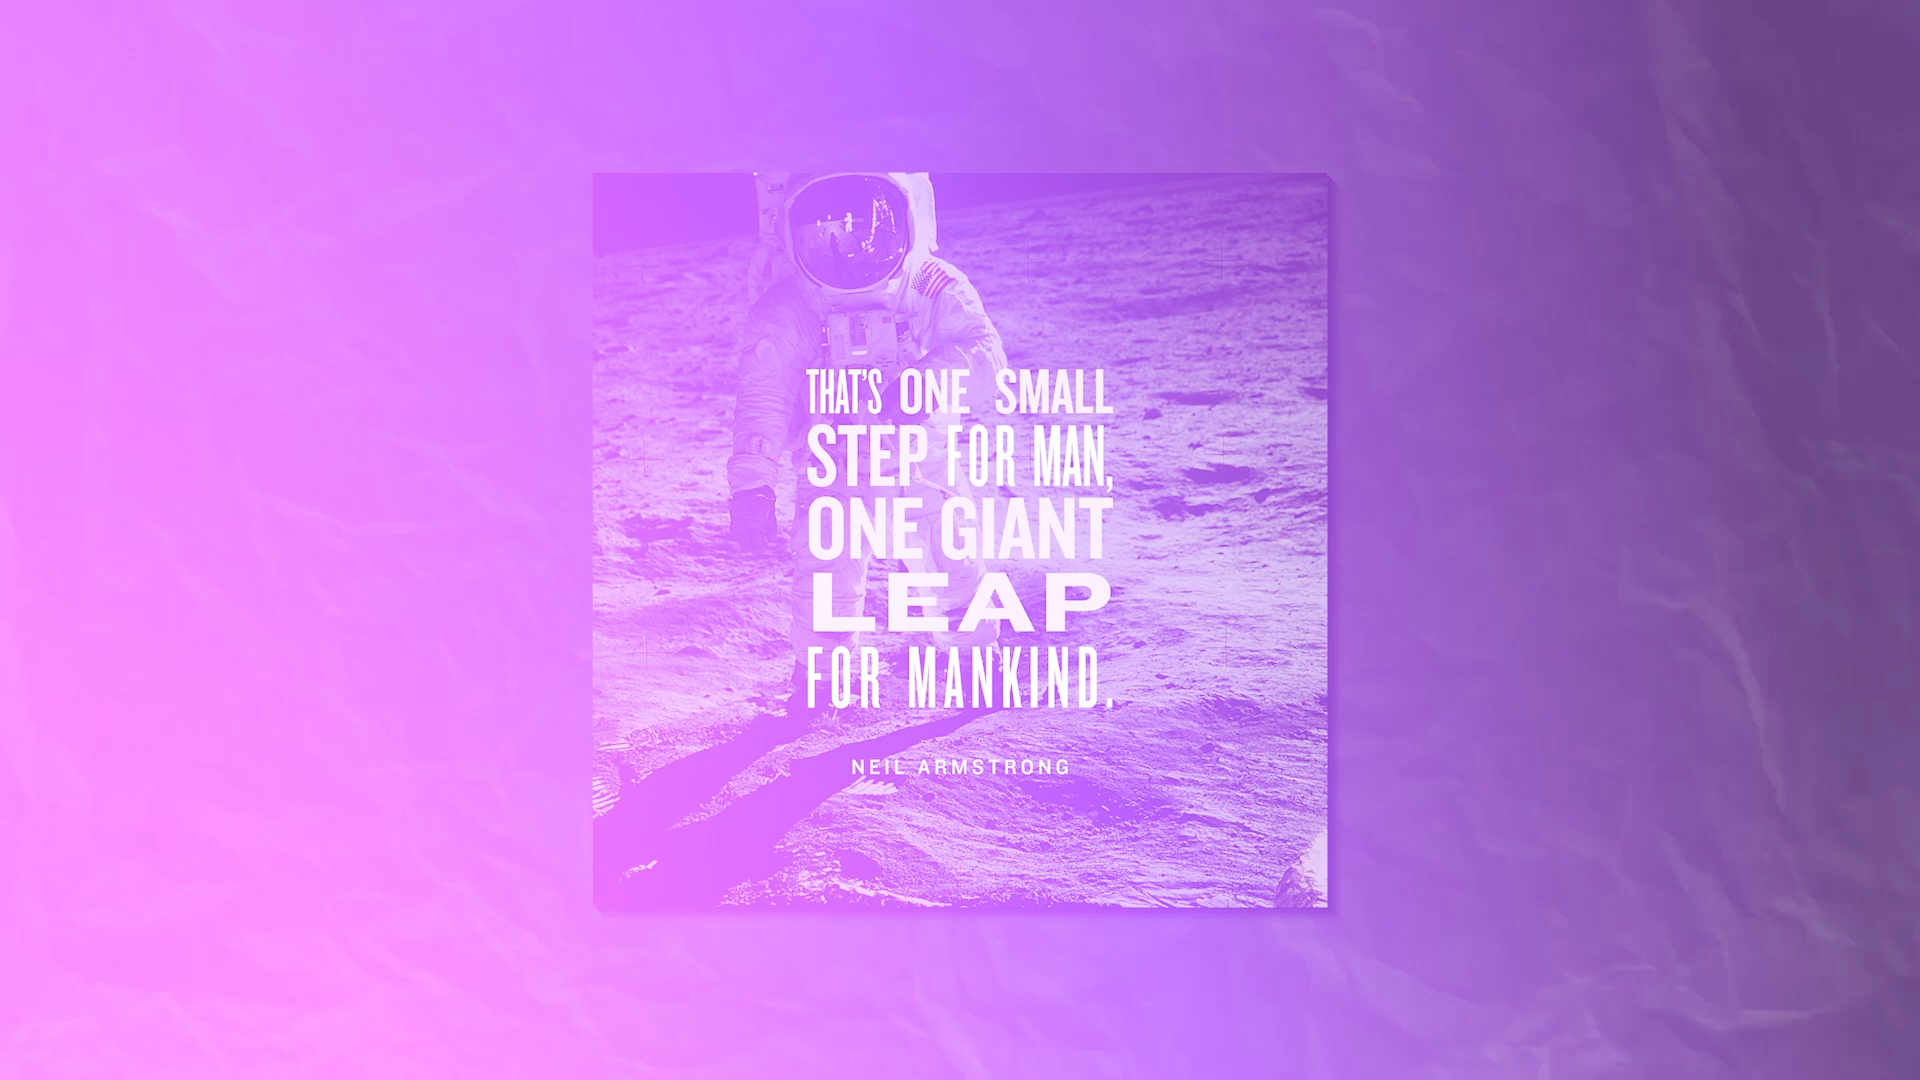 THAT'S ONE SMALL
STEP FOR MAN,
ONE GIANT
LEAP
FOR MANKIND.
NEIL ARMSTRONG